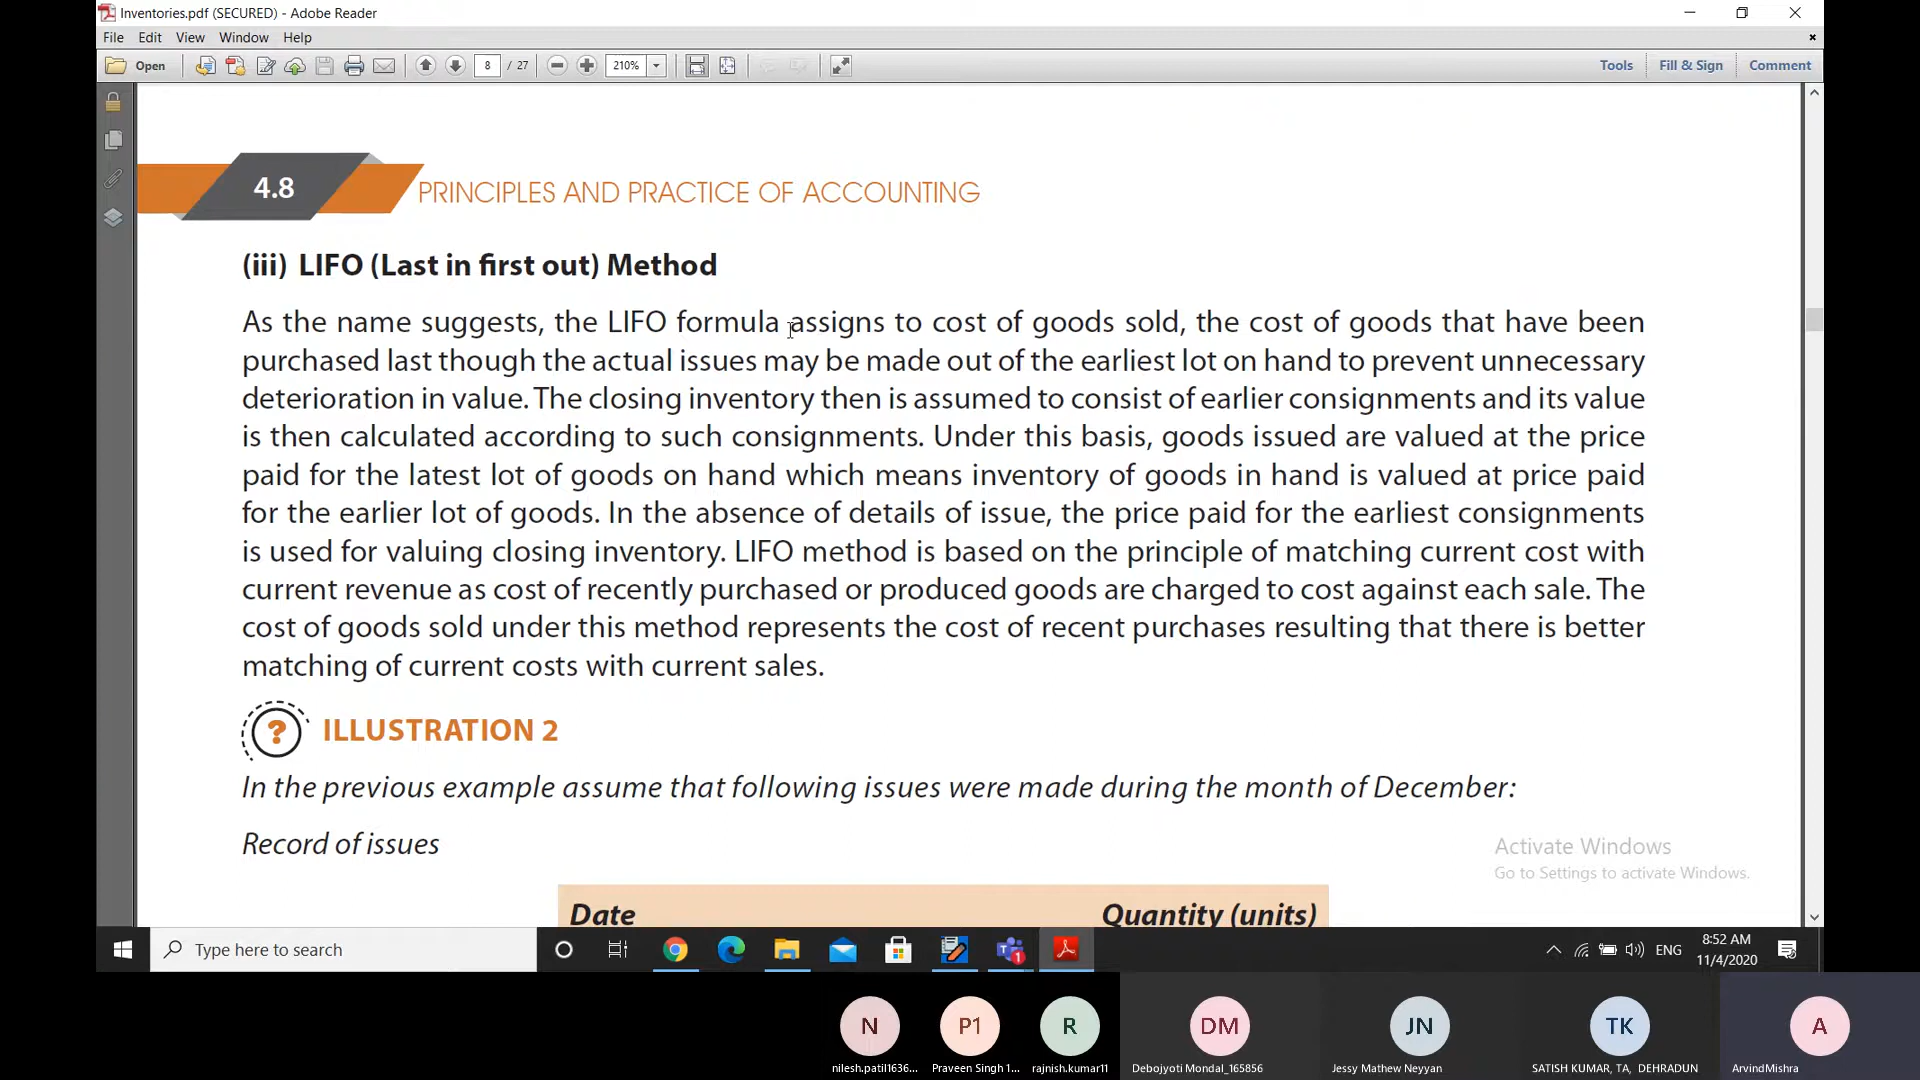 Inventories.pdf (SECURED) - Adobe Reader
File Edit View Window Help
Open 8 / 27 210% Tools Fill & Sign Comment
4.8 PRINCIPLES AND PRACTICE OF ACCOUNTING
(iii) LIFO (Last in first out) Method
As the name suggests, the LIFO formula assigns to cost of goods sold, the cost of goods that have been
purchased last though the actual issues may be made out of the earliest lot on hand to prevent unnecessary
deterioration in value. The closing inventory then is assumed to consist of earlier consignments and its value
is then calculated according to such consignments. Under this basis, goods issued are valued at the price
paid for the latest lot of goods on hand which means inventory of goods in hand is valued at price paid
for the earlier lot of goods. In the absence of details of issue, the price paid for the earliest consignments
is used for valuing closing inventory. LIFO method is based on the principle of matching current cost with
current revenue as cost of recently purchased or produced goods are charged to cost against each sale. The
cost of goods sold under this method represents the cost of recent purchases resulting that there is better
matching of current costs with current sales.
? ILLUSTRATION 2
In the previous example assume that following issues were made during the month of December:
Record of issues
Activate Windows
Go to Settings to activate Windows.
Date Quantity (units)
Type here to search 1 ENG 8:52 AM
11/4/2020
N P1 R DM JN TK A
nilesh.patil1636... Praveen Singh 1... rajnish.kumar11 Debojyoti Mondal_165856 Jessy Mathew Neyyan SATISH KUMAR, TA, DEHRADUN ArvindMishra